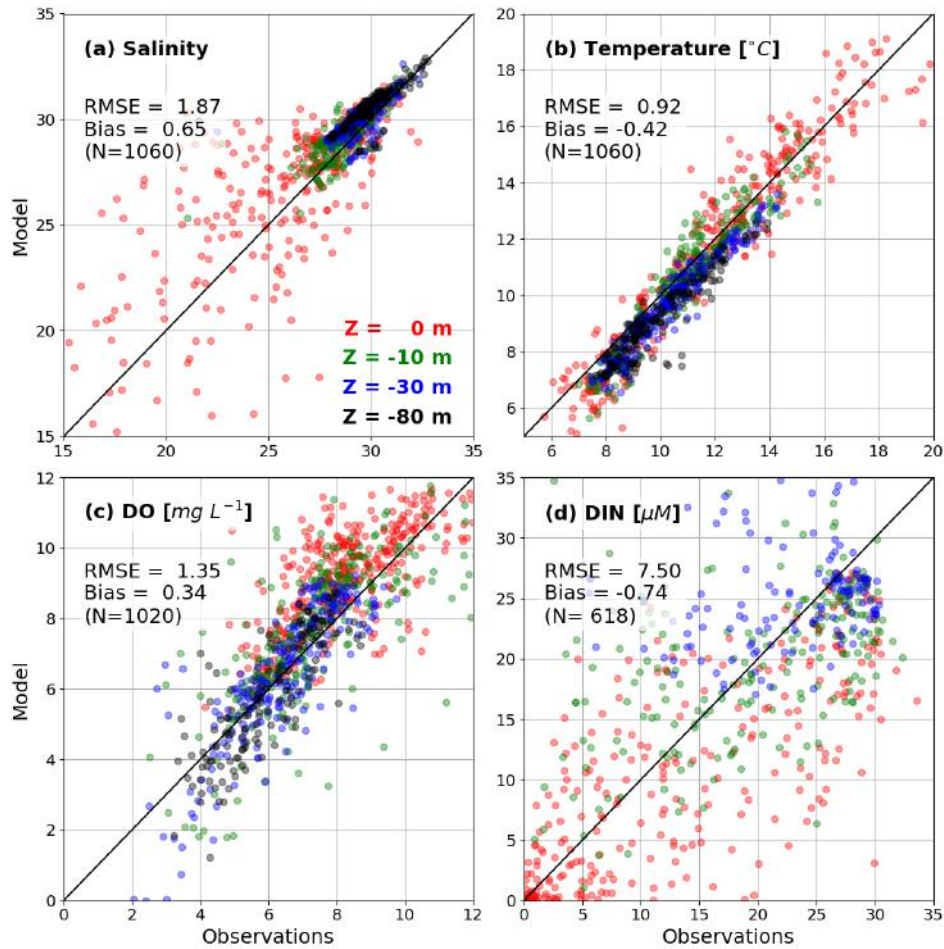 35
30
25
20
15
15 20 25 30 35
Model
(a) Salinity
RMSE = 1.87
Bias = 0.65
(N=1060)
Z = 0 m
Z = -10 m
Z = -30 m
Z = -80 m
20
18
16
14
12
10
8
6
6 8 10 12 14 16 18 20
(b) Temperature [°C]
RMSE = 0.92
Bias = -0.42
(N=1060)
12
10
8
6
4
2
0
0 2 4 6 8 10 12
Model
Observations
(c) DO [mg L⁻¹]
RMSE = 1.35
Bias = 0.34
(N=1020)
35
30
25
20
15
10
5
0
0 5 10 15 20 25 30 35
Observations
(d) DIN [μM]
RMSE = 7.50
Bias = -0.74
(N= 618)